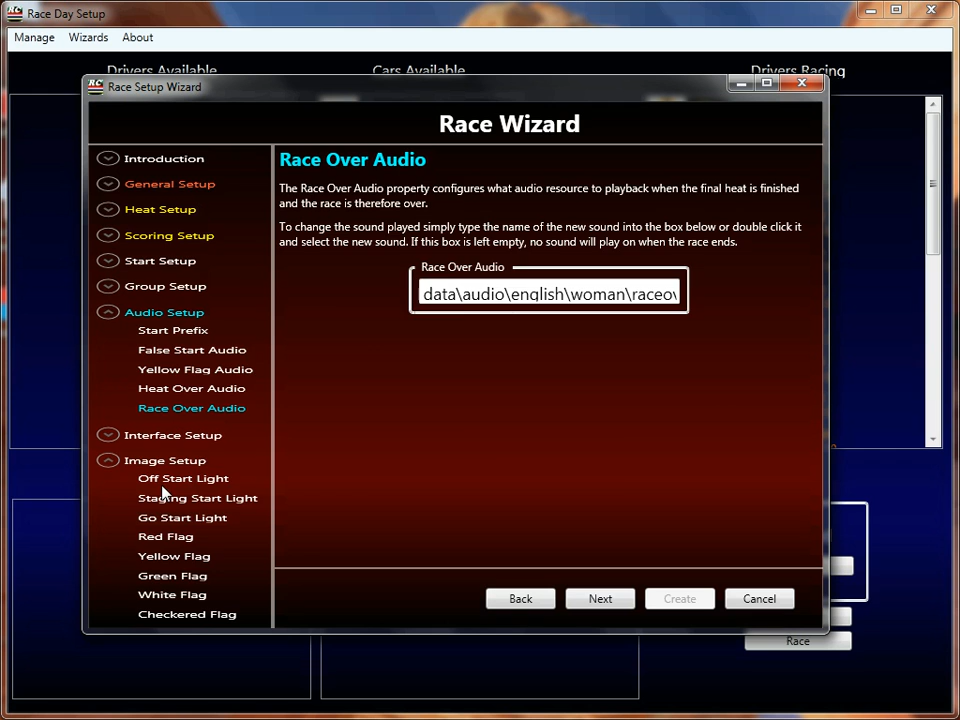 Race Day Setup
Manage Wizards About
Drivers Available Cars Available Drivers Racing
Race Setup Wizard
Race Wizard
Introduction
General Setup
Heat Setup
Scoring Setup
Start Setup
Group Setup
Audio Setup
Start Prefix
False Start Audio
Yellow Flag Audio
Heat Over Audio
Race Over Audio
Interface Setup
Image Setup
Off Start Light
Staging Start Light
Go Start Light
Red Flag
Yellow Flag
Green Flag
White Flag
Checkered Flag
Race Over Audio
The Race Over Audio property configures what audio resource to playback when the final heat is finished
and the race is therefore over.
To change the sound played simply type the name of the new sound into the box below or double click it
and select the new sound. If this box is left empty, no sound will play on when the race ends.
Race Over Audio
data\audio\english\woman\raceov
Back Next Create Cancel
Race